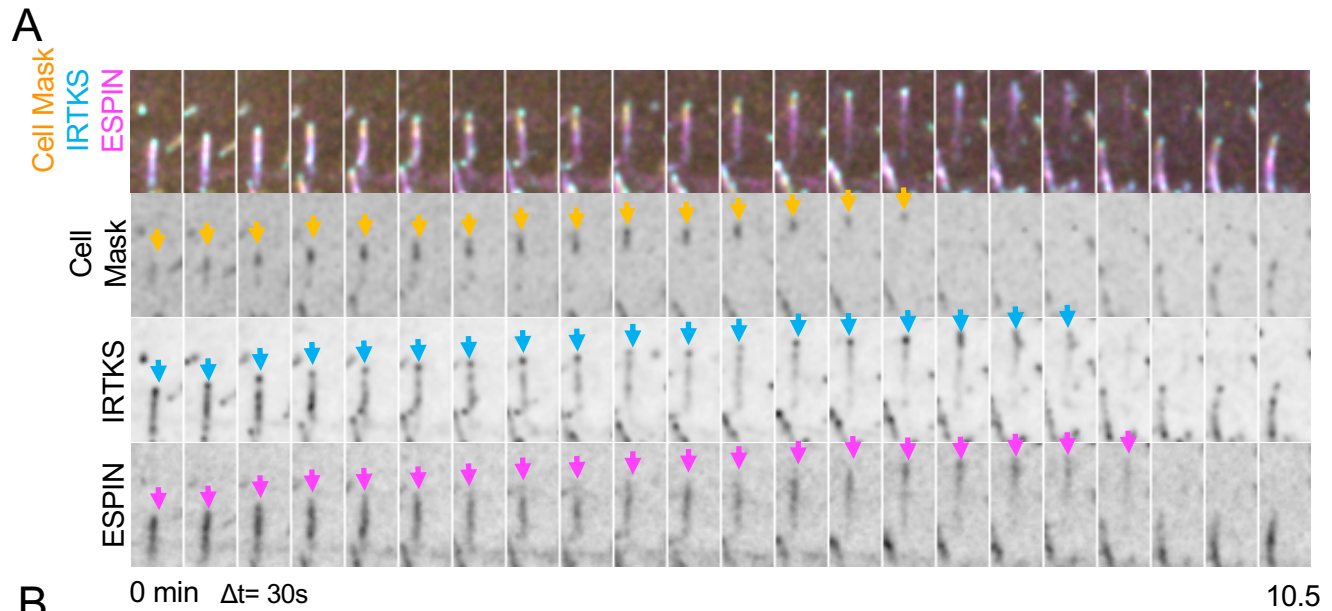 A
Cell Mask
IRTKS
ESPIN
Cell
Mask
IRTKS
ESPIN
0 min Δt= 30s
10.5
B